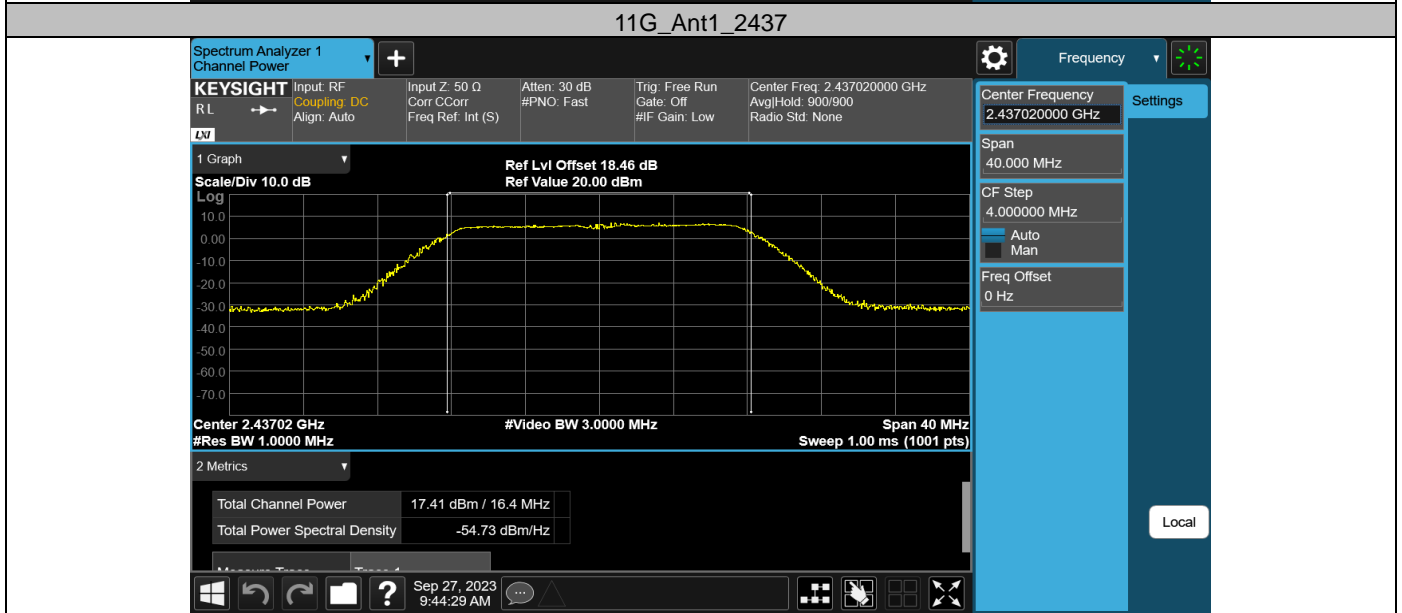 11G_Ant1_2437
Spectrum Analyzer 1
Channel Power
+
Frequency
KEYSIGHT
R L
LXI
Input: RF
Coupling: DC
Align: Auto
Input Z: 50 Ω
Corr CCorr
Freq Ref: Int (S)
Atten: 30 dB
#PNO: Fast
Trig: Free Run
Gate: Off
#IF Gain: Low
Center Freq: 2.437020000 GHz
Avg|Hold: 900/900
Radio Std: None
Center Frequency
2.437020000 GHz
Settings
Span
40.000 MHz
CF Step
4.000000 MHz
Auto
Man
Freq Offset
0 Hz
Local
1 Graph
Scale/Div 10.0 dB
Ref Lvl Offset 18.46 dB
Ref Value 20.00 dBm
Log
10.0
0.00
-10.0
-20.0
-30.0
-40.0
-50.0
-60.0
-70.0
Center 2.43702 GHz
#Video BW 3.0000 MHz
Span 40 MHz
#Res BW 1.0000 MHz
Sweep 1.00 ms (1001 pts)
2 Metrics
Total Channel Power 17.41 dBm / 16.4 MHz
Total Power Spectral Density -54.73 dBm/Hz
?
Sep 27, 2023
9:44:29 AM